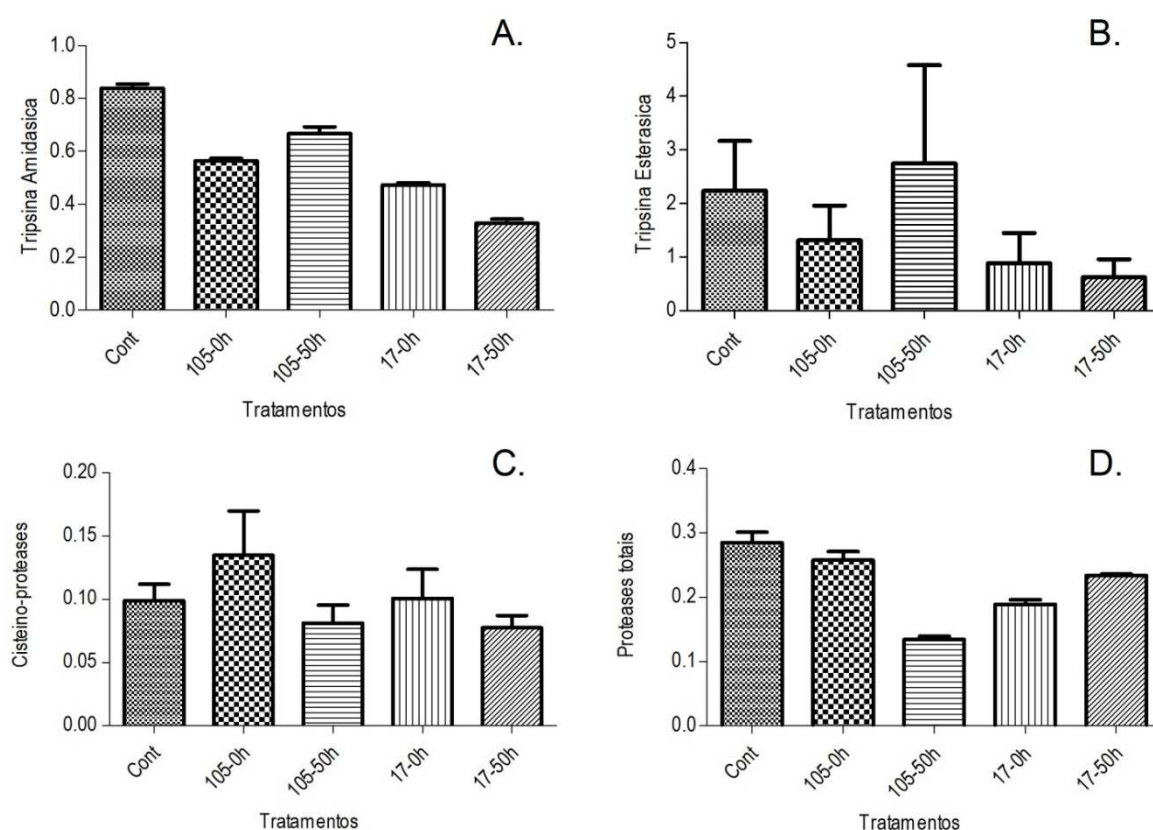 A.
Tripsina Amidasica
1.0
0.8
0.6
0.4
0.2
0.0
Cont
105-0h
105-50h
17-0h
17-50h
Tratamentos
B.
Tripsina Esterasica
5
4
3
2
1
0
Cont
105-0h
105-50h
17-0h
17-50h
Tratamentos
C.
Cisteino-proteases
0.20
0.15
0.10
0.05
0.00
Cont
105-0h
105-50h
17-0h
17-50h
Tratamentos
D.
Proteases totais
0.4
0.3
0.2
0.1
0.0
Cont
105-0h
105-50h
17-0h
17-50h
Tratamentos